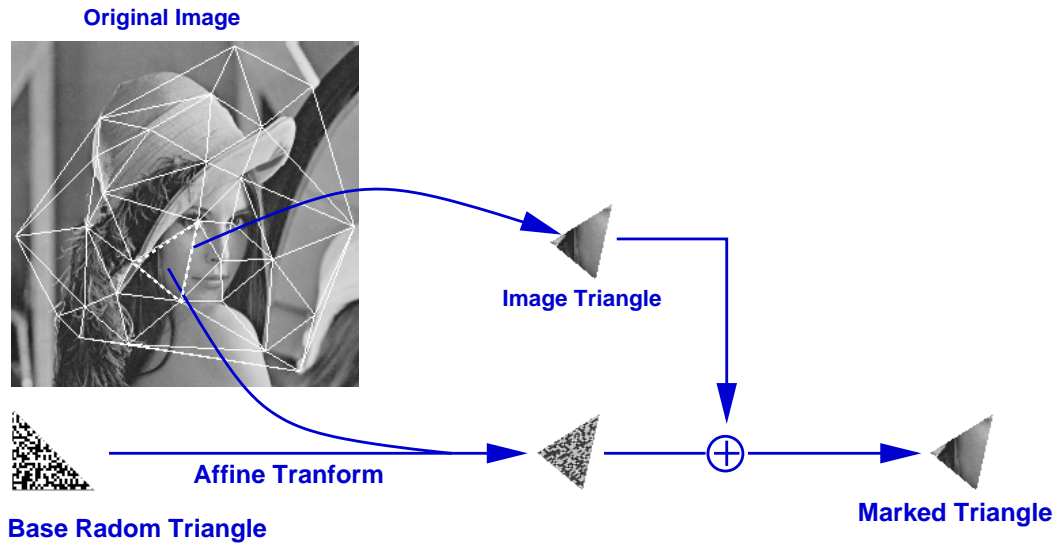 Original Image
Image Triangle
Affine Tranform
Base Radom Triangle
Marked Triangle